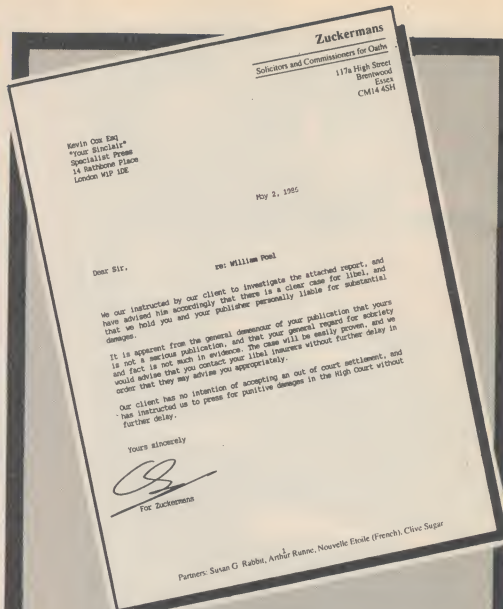 Zuckermans
Solicitors and Commissioners for Oaths
117a High Street
Brentwood
Essex
CM14 4SH
Kevin Cox Esq
"Your Sinclair"
Specialist Press
14 Rathbone Place
London W1P 1DE
May 2, 1986
Dear Sir,
re: William Poel
We our instructed by our client to investigate the attached report, and
have advised him accordingly that there is a clear case for libel, and
that we hold you and your publisher personally liable for substantial
damages.
It is apparent from the general demeanour of your publication that yours
is not a serious publication, and that your general regard for sobriety
and fact is not much in evidence. The case will be easily proven, and we
would advise that you contact your libel insurers without further delay in
order that they may advise you appropriately.
Our client has no intention of accepting an out of court settlement, and
has instructed us to press for punitive damages in the High Court without
further delay.
Yours sincerely
For Zuckermans
Partners: Susan G Rabbit, Arthur Runne, Nouvelle Etoile (French). Clive Sugar